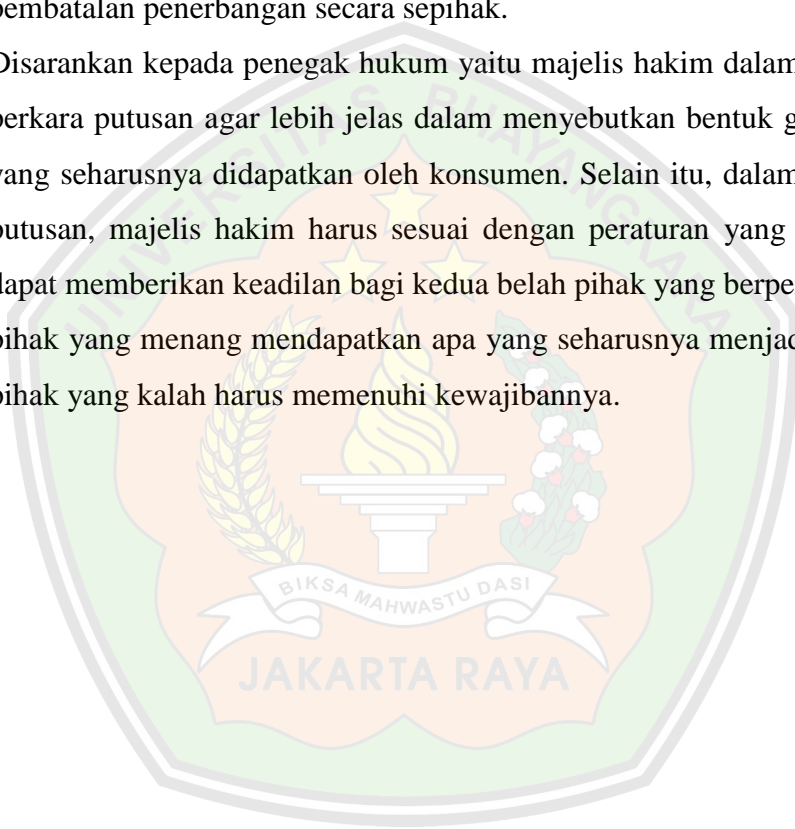 pembatalan penerbangan secara sepihak.
Disarankan kepada penegak hukum yaitu majelis hakim dalam
perkara putusan agar lebih jelas dalam menyebutkan bentuk g
yang seharusnya didapatkan oleh konsumen. Selain itu, dalam
putusan, majelis hakim harus sesuai dengan peraturan yang
dapat memberikan keadilan bagi kedua belah pihak yang berpe
pihak yang menang mendapatkan apa yang seharusnya menjad
pihak yang kalah harus memenuhi kewajibannya.
UNIVERSITAS BHAYANGKARA
BIKSA MAHWASTU DASI
JAKARTA RAYA